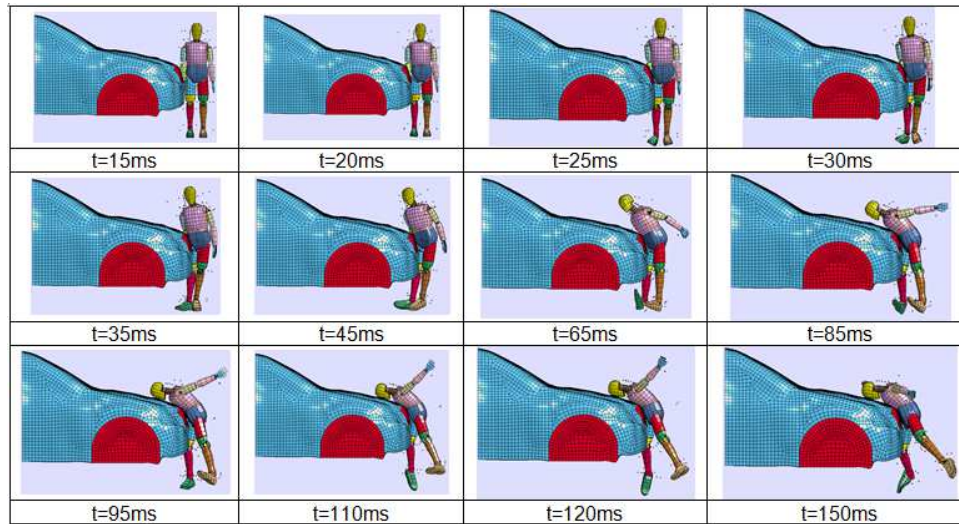 t=15ms t=20ms t=25ms t=30ms
t=35ms t=45ms t=65ms t=85ms
t=95ms t=110ms t=120ms t=150ms